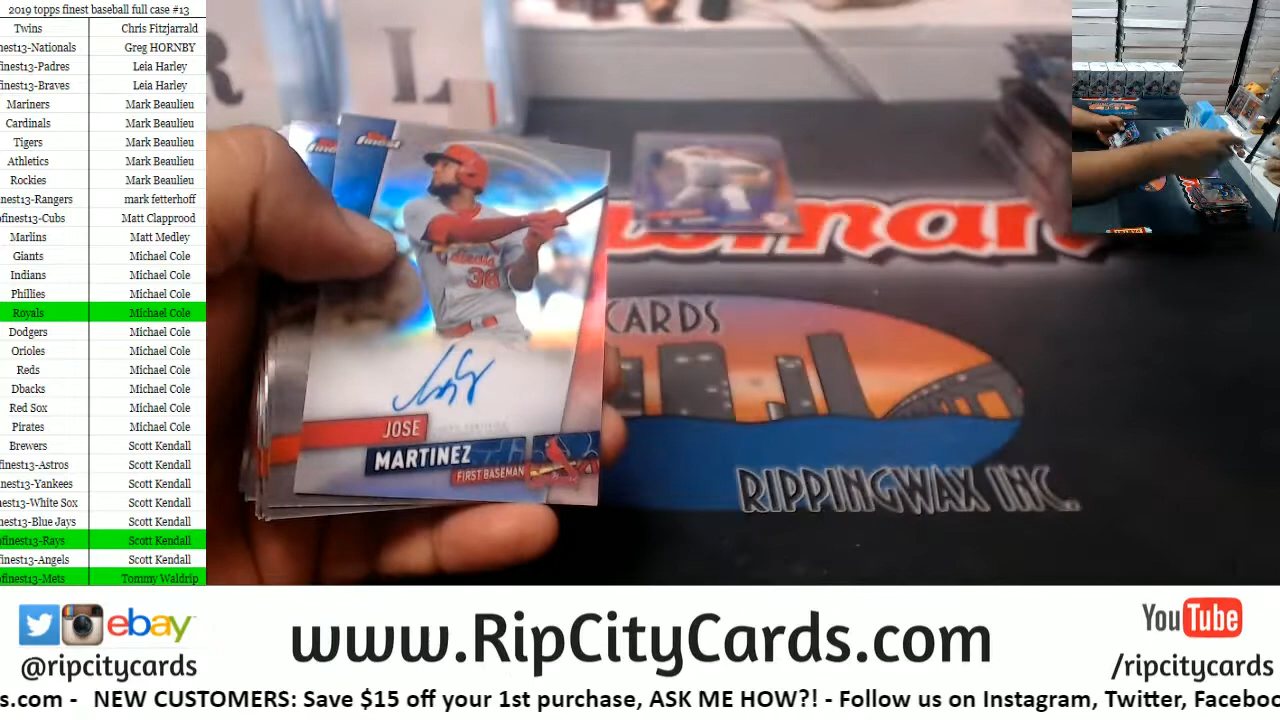 2019 topps finest baseball full case #13
Twins Chris Fitzjarrald
nest13-Nationals Greg HORNBY
finest13-Padres Leia Harley
finest13-Braves Leia Harley
Mariners Mark Beaulieu
Cardinals Mark Beaulieu
Tigers Mark Beaulieu
Athletics Mark Beaulieu
Rockies Mark Beaulieu
finest13-Rangers mark fetterhoff
finest13-Cubs Matt Clapprood
Marlins Matt Medley
Giants Michael Cole
Indians Michael Cole
Phillies Michael Cole
Royals Michael Cole
Dodgers Michael Cole
Orioles Michael Cole
Reds Michael Cole
Dbacks Michael Cole
Red Sox Michael Cole
Pirates Michael Cole
Brewers Scott Kendall
finest13-Astros Scott Kendall
finest13-Yankees Scott Kendall
nest13-White Sox Scott Kendall
nest13-Blue Jays Scott Kendall
finest13-Rays Scott Kendall
finest13-Angels Scott Kendall
finest13-Mets Tommy Waldrip
finest
finest
38
JOSE
MARTINEZ
FIRST BASEMAN
CARDS
RIPPINGWAX INC.
ebay
@ripcitycards
www.RipCityCards.com
YouTube
/ripcitycards
s.com - NEW CUSTOMERS: Save $15 off your 1st purchase, ASK ME HOW?! - Follow us on Instagram, Twitter, Facebo